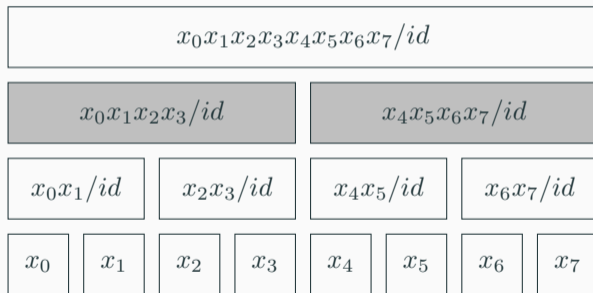 x₀x₁x₂x₃x₄x₅x₆x₇/id
x₀x₁x₂x₃/id x₄x₅x₆x₇/id
x₀x₁/id x₂x₃/id x₄x₅/id x₆x₇/id
x₀ x₁ x₂ x₃ x₄ x₅ x₆ x₇